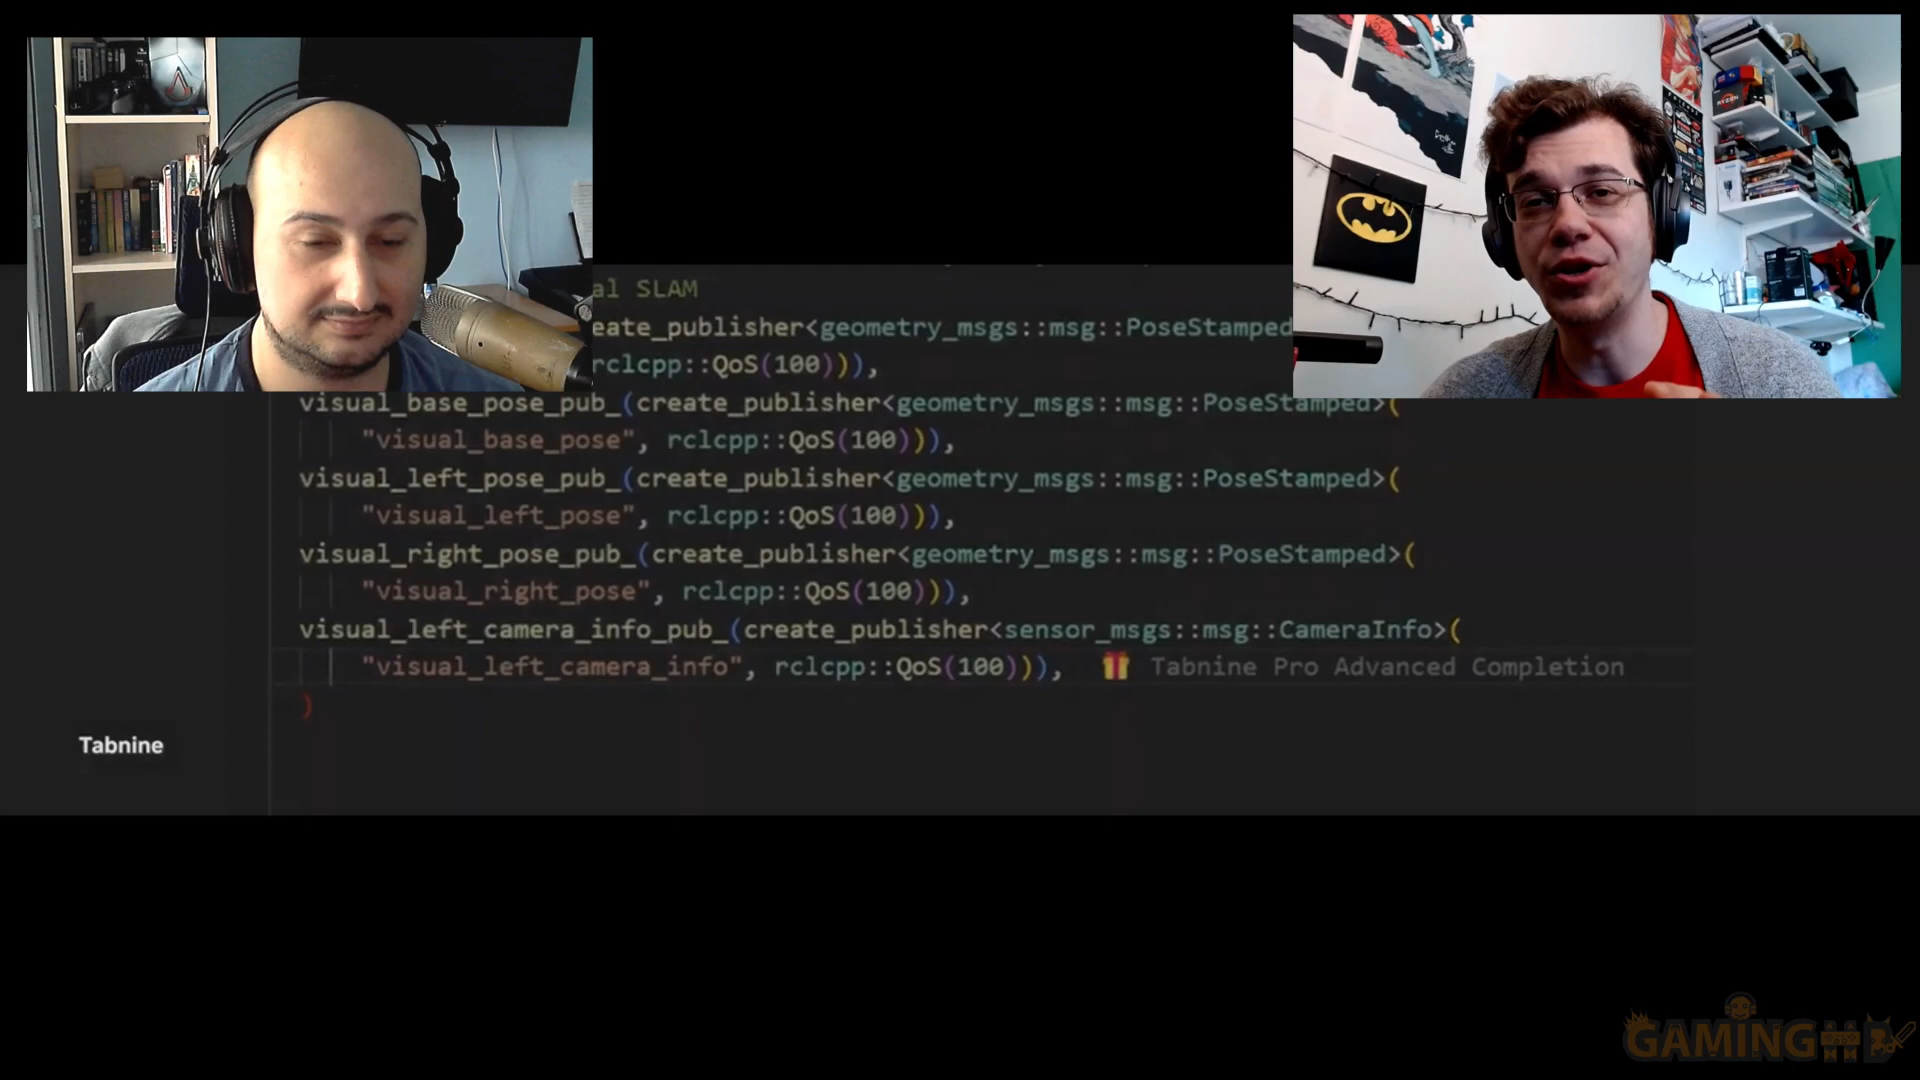 RYZEN
al SLAM
eate_publisher<geometry_msgs::msg::PoseStamped
rclcpp::QoS(100))),
visual_base_pose_pub_(create_publisher<geometry_msgs::msg::PoseStamped>(
"visual_base_pose", rclcpp::QoS(100))),
visual_left_pose_pub_(create_publisher<geometry_msgs::msg::PoseStamped>(
"visual_left_pose", rclcpp::QoS(100))),
visual_right_pose_pub_(create_publisher<geometry_msgs::msg::PoseStamped>(
"visual_right_pose", rclcpp::QoS(100))),
visual_left_camera_info_pub_(create_publisher<sensor_msgs::msg::CameraInfo>(
"visual_left_camera_info", rclcpp::QoS(100))), Tabnine Pro Advanced Completion
)
Tabnine
GAMING HD